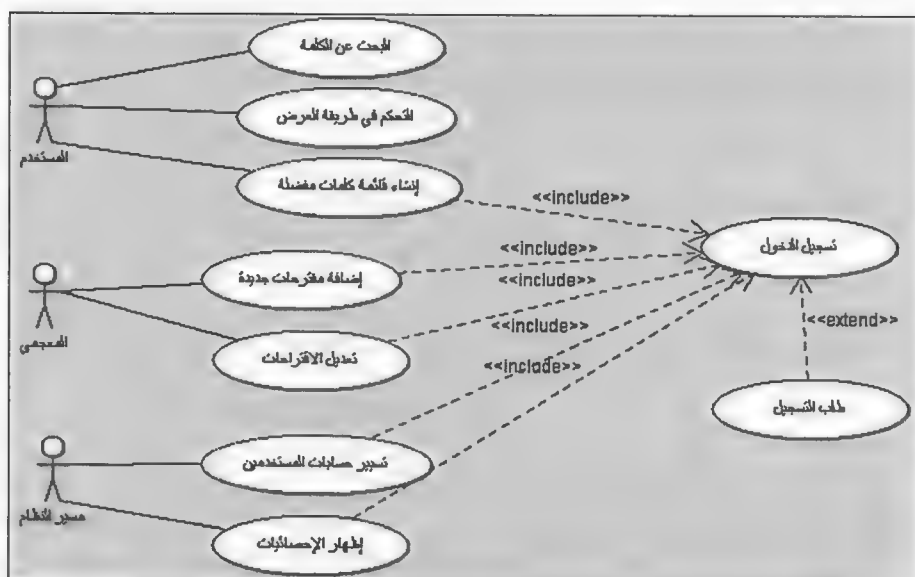 البحث عن الكلمة
التحكم في طريقة العرض
المستخدم
إنشاء قائمة كلمات مفضلة
<<include>>
تسجيل الدخول
<<include>>
إضافة مقترحات جديدة
<<include>>
المعجمي
<<include>>
<<extend>>
تعديل الاقتراحات
<<include>>
طلب التسجيل
تسيير حسابات المستخدمين
مسير النظام
إظهار الإحصائيات